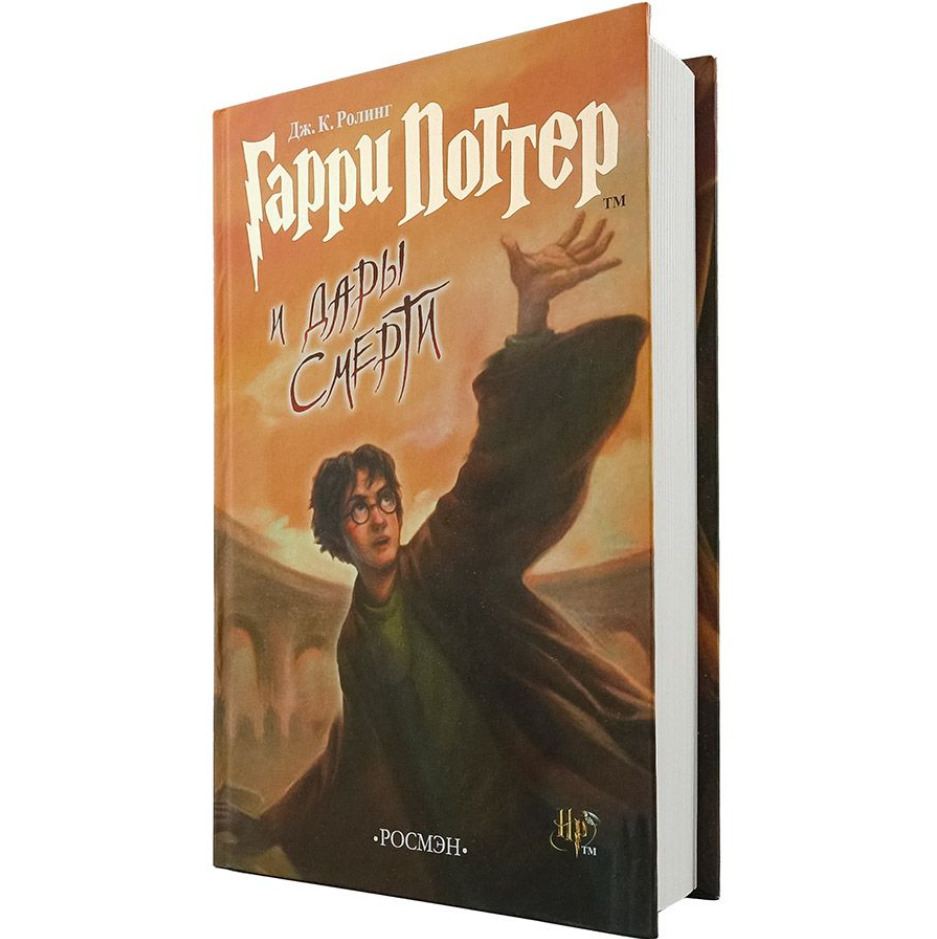 Дж. К. Ролинг
Гарри Поттер
TM
и ДАРЫ
СМЕРТИ
•РОСМЭН•
HP
TM